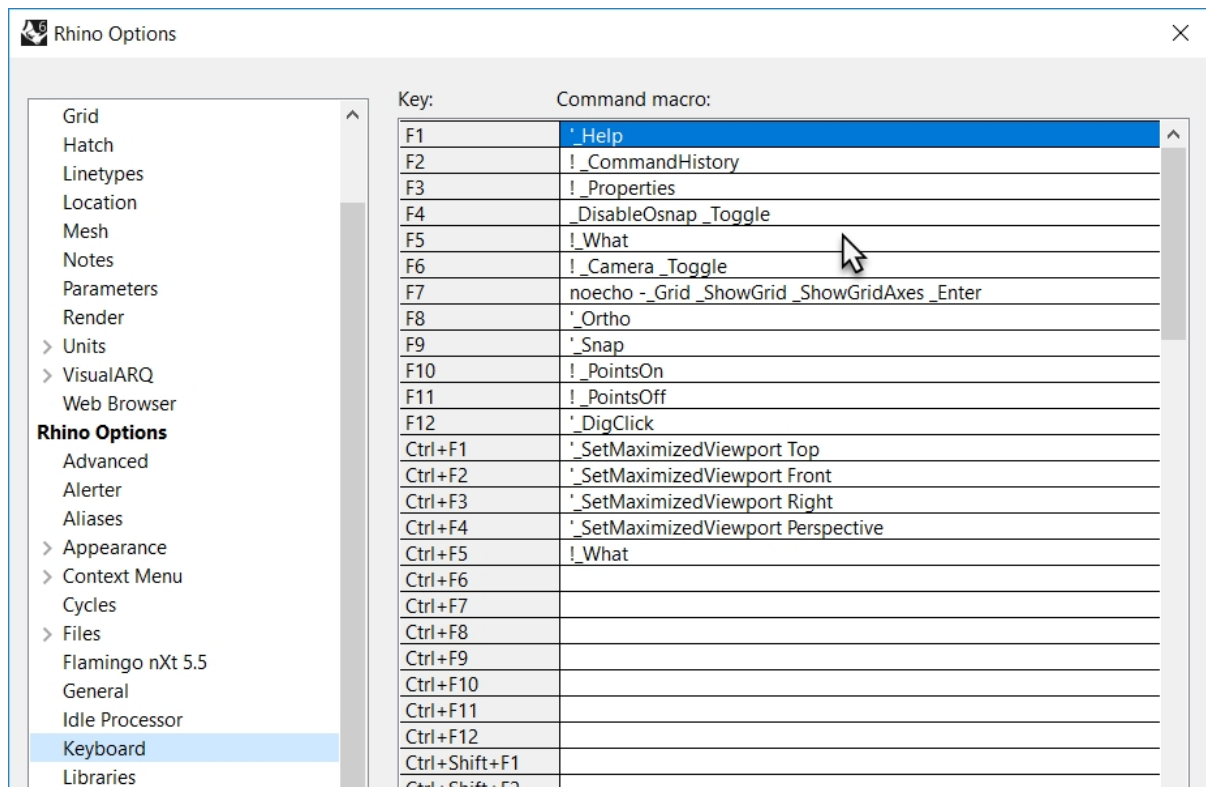 6
Rhino Options
Grid
Hatch
Linetypes
Location
Mesh
Notes
Parameters
Render
Units
VisualARQ
Web Browser
Rhino Options
Advanced
Alerter
Aliases
Appearance
Context Menu
Cycles
Files
Flamingo nXt 5.5
General
Idle Processor
Keyboard
Libraries
Key: Command macro:
F1 '_Help
F2 ! _CommandHistory
F3 ! _Properties
F4 _DisableOsnap _Toggle
F5 !_What
F6 ! _Camera _Toggle
F7 noecho -_Grid _ShowGrid _ShowGridAxes _Enter
F8 '_Ortho
F9 '_Snap
F10 ! _PointsOn
F11 ! _PointsOff
F12 '_DigClick
Ctrl+F1 '_SetMaximizedViewport Top
Ctrl+F2 '_SetMaximizedViewport Front
Ctrl+F3 '_SetMaximizedViewport Right
Ctrl+F4 '_SetMaximizedViewport Perspective
Ctrl+F5 !_What
Ctrl+F6
Ctrl+F7
Ctrl+F8
Ctrl+F9
Ctrl+F10
Ctrl+F11
Ctrl+F12
Ctrl+Shift+F1
Ctrl+Shift+F2